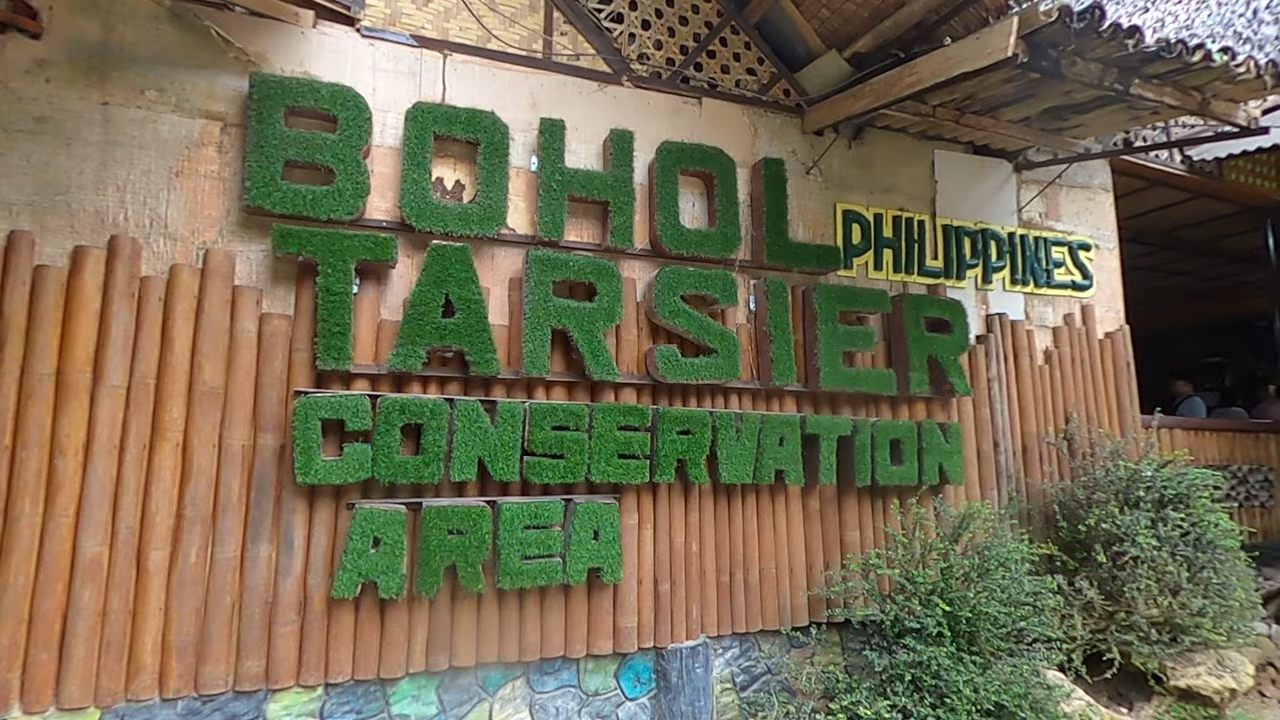 BOHOL
PHILIPPINES
TARSIER
CONSERVATION
AREA